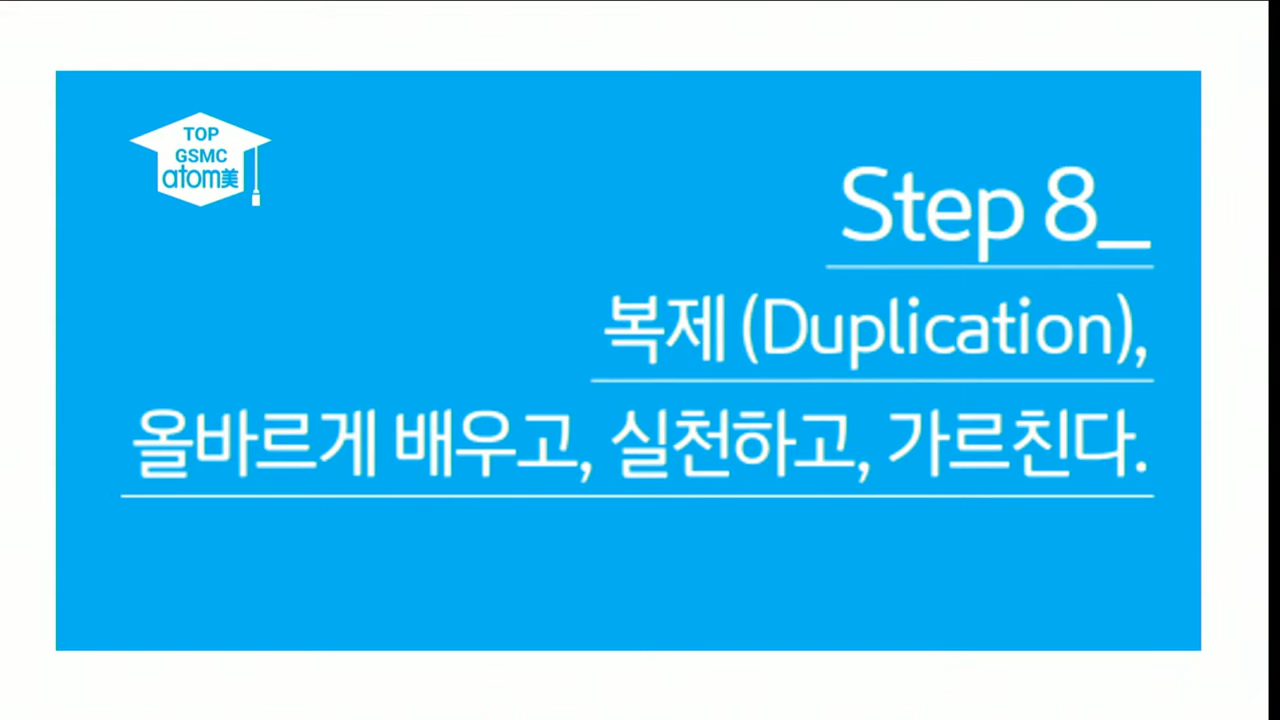 TOP
GSMC
atom美
Step 8_
복제 (Duplication),
올바르게 배우고, 실천하고, 가르친다.